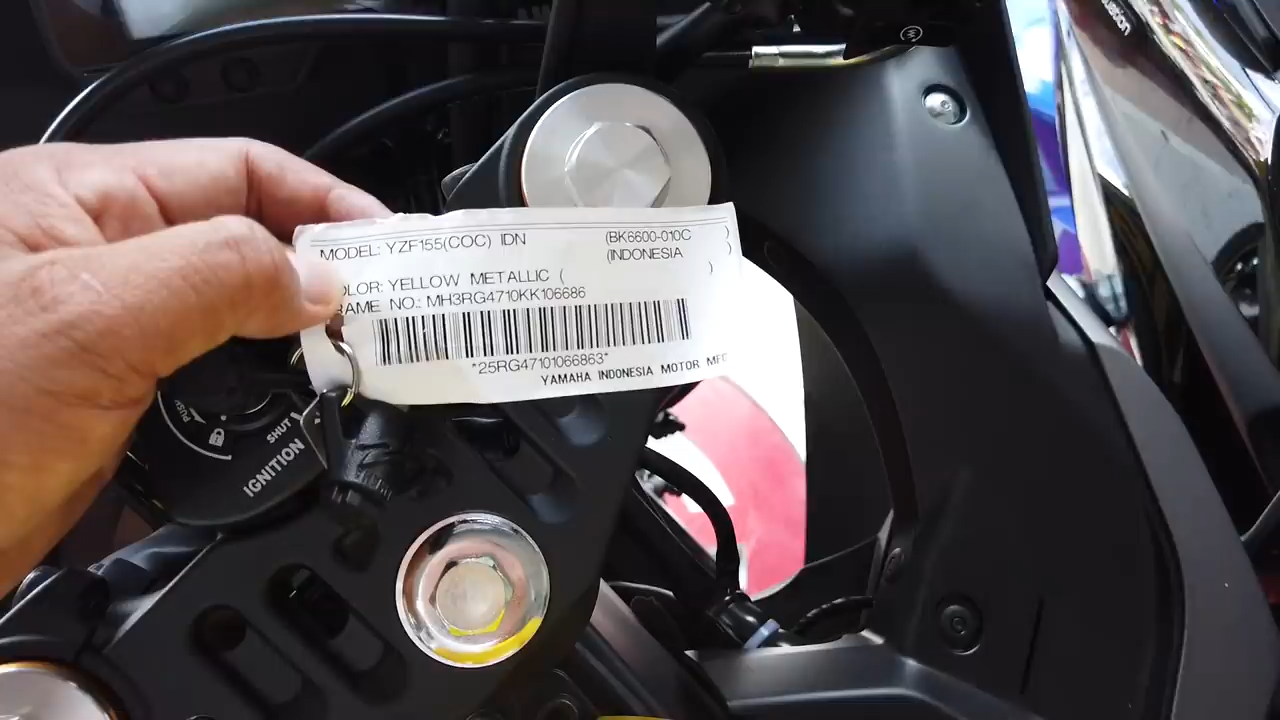 MODEL: YZF155(COC) IDN (BK6600-010C )
(INDONESIA )
OLOR: YELLOW METALLIC ( )
RAME NO.: MH3RG4710KK106686
*25RG47101066863*
YAMAHA INDONESIA MOTOR MFG
PUSH
SHUT
IGNITION